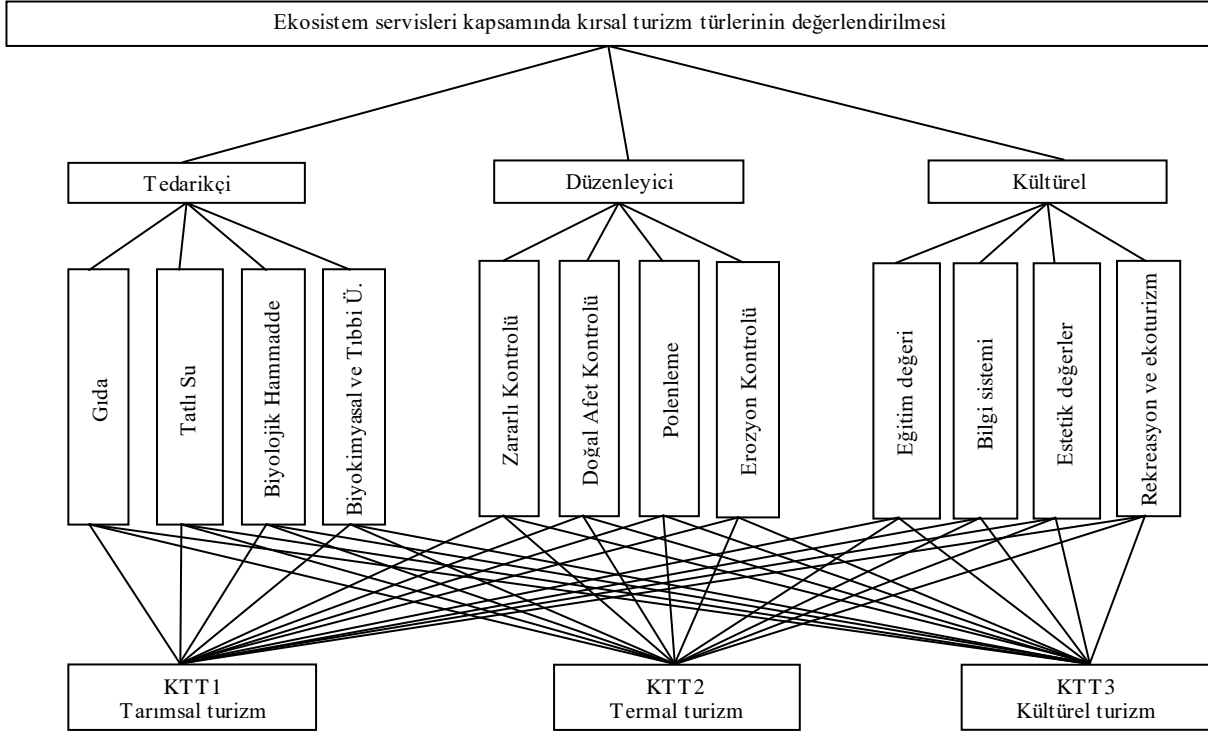 Ekosistem servisleri kapsamında kırsal turizm türlerinin değerlendirilmesi
Tedarikçi
Düzenleyici
Kültürel
Gıda
Tatlı Su
Biyolojik Hammadde
Biyokimyasal ve Tıbbi Ü.
Zararlı Kontrolü
Doğal Afet Kontrolü
Polenleme
Erozyon Kontrolü
Eğitim değeri
Bilgi sistemi
Estetik değerler
Rekreasyon ve ekoturizm
KTT1
Tarımsal turizm
KTT2
Termal turizm
KTT3
Kültürel turizm